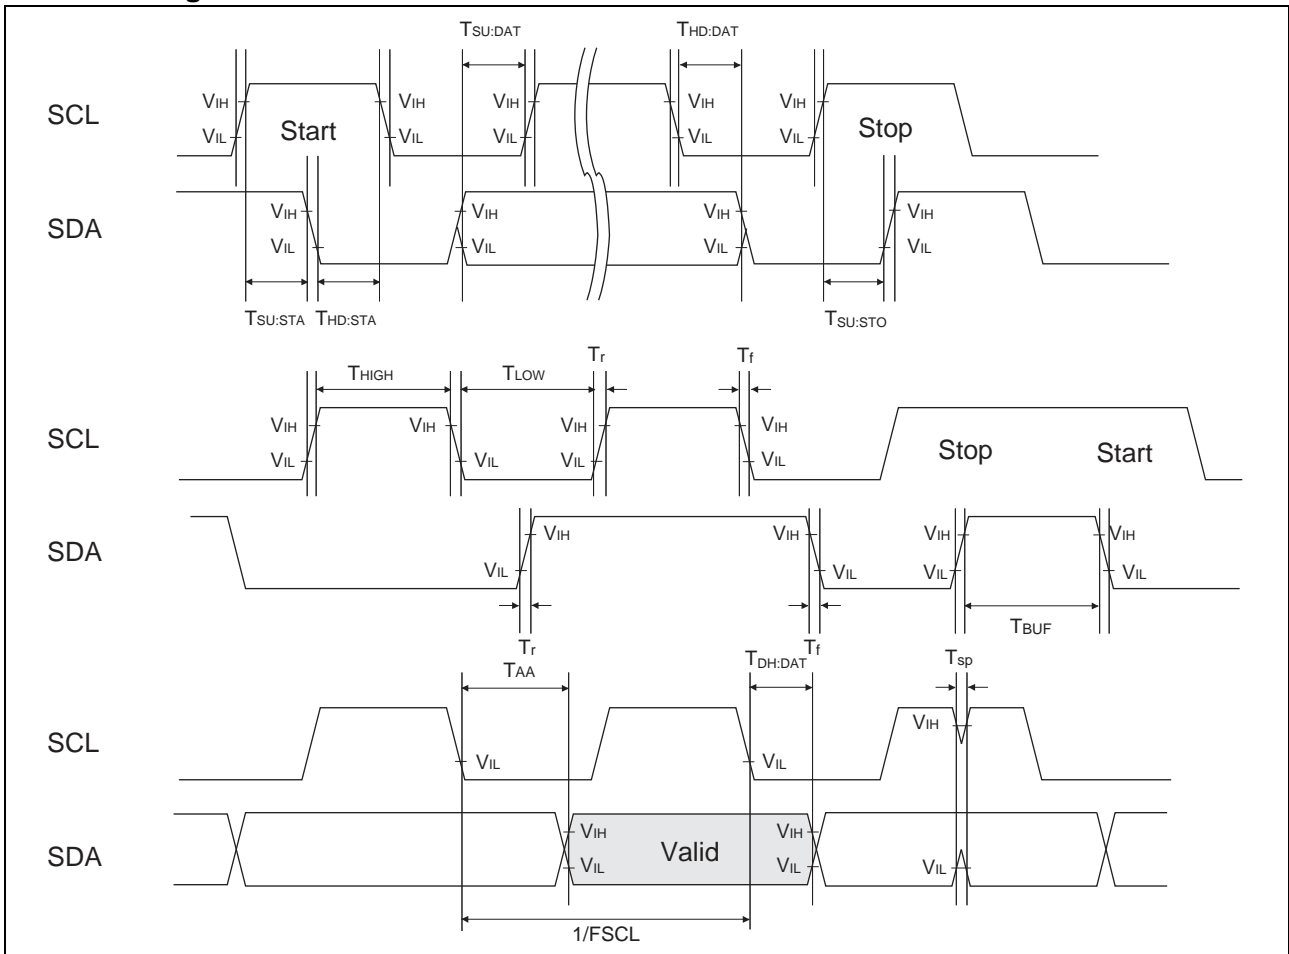 TSU:DAT THD:DAT
SCL VIH VIH VIH VIH VIH
Start Stop
VIL VIL VIL VIL VIL
SDA VIH VIH VIH VIH
VIL VIL VIL VIL
TSU:STA THD:STA TSU:STO
THIGH TLOW Tr Tf
SCL VIH VIH VIH VIH
Stop Start
VIL VIL VIL VIL
SDA VIH VIH VIH VIH
VIL VIL VIL VIL
Tr Tf TBUF
TAA TDH:DAT Tsp
SCL VIH
VIL VIL
SDA VIH Valid VIH
VIL VIL VIL
1/FSCL